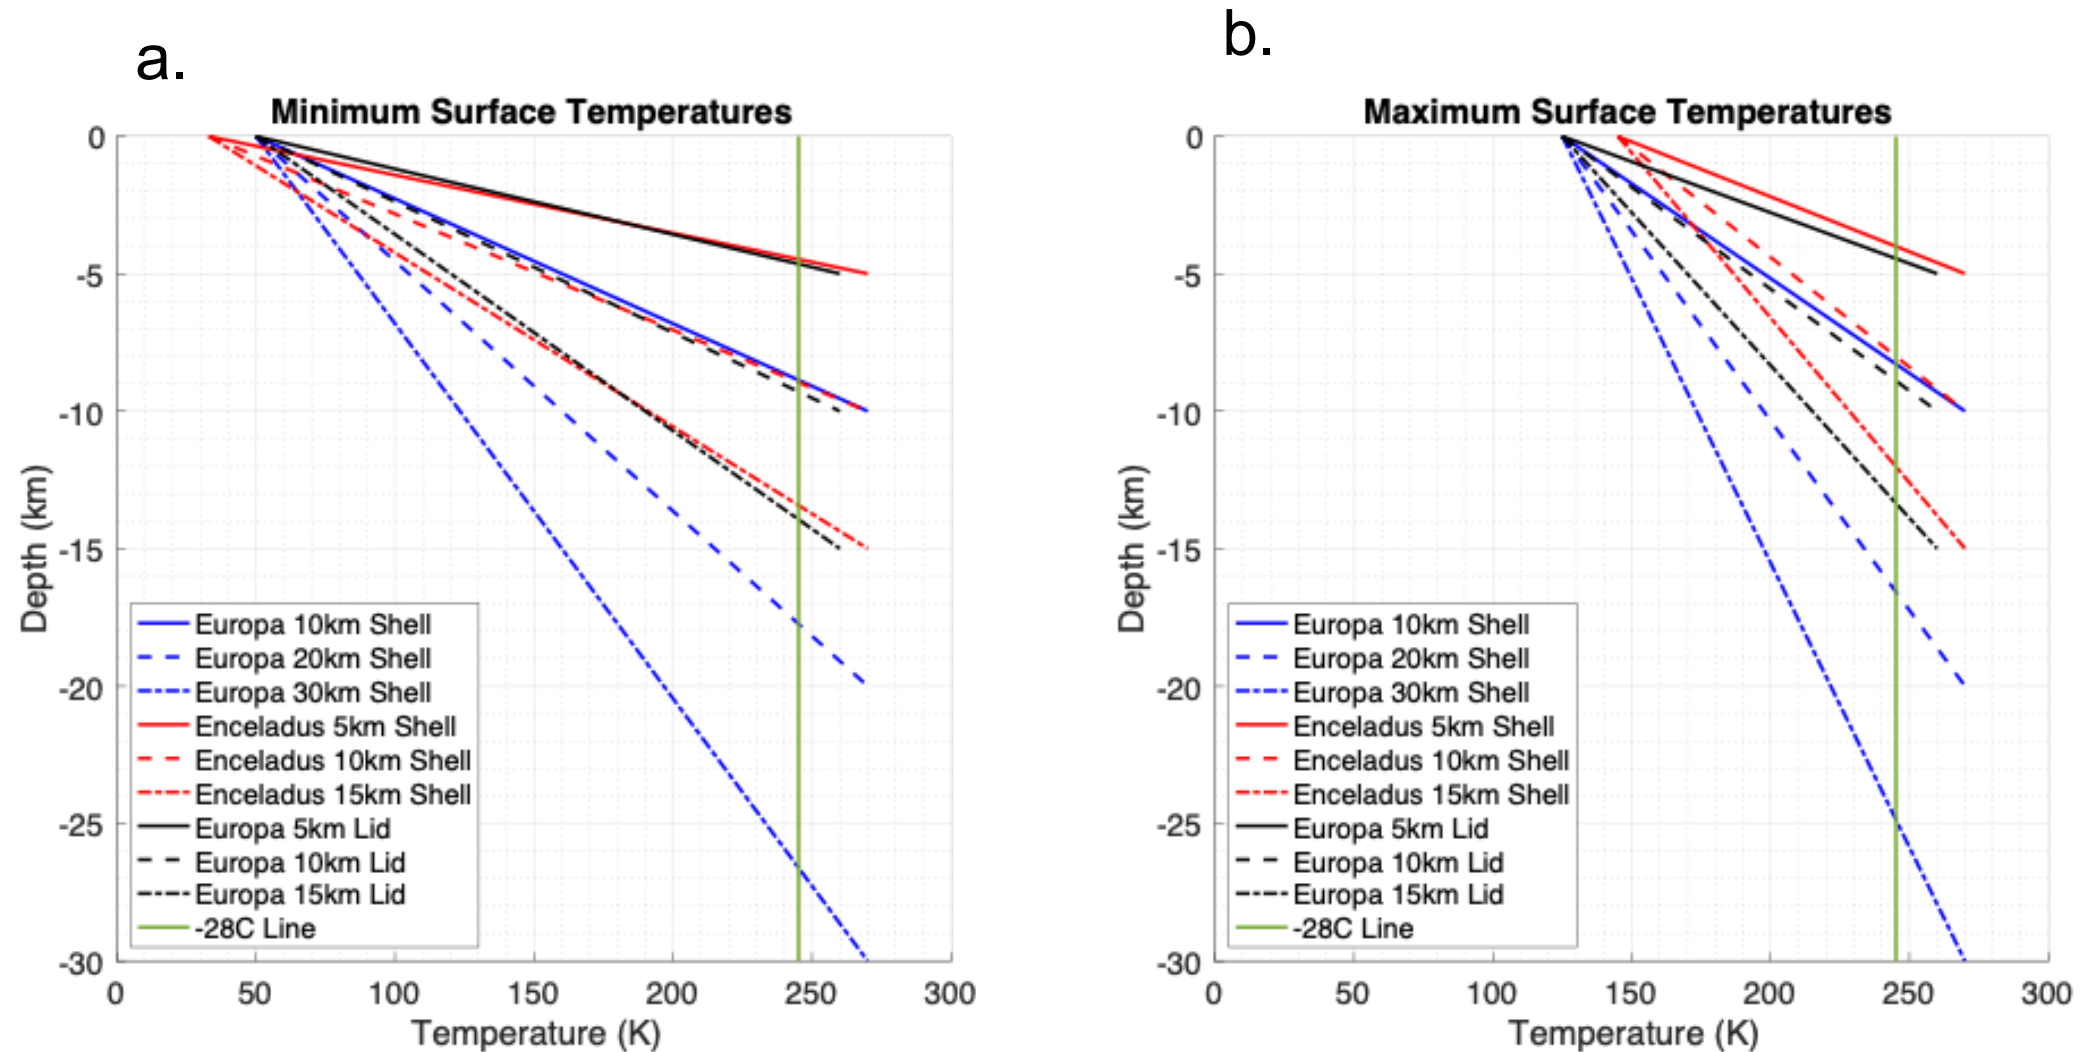 a.
Minimum Surface Temperatures
0
-5
-10
-15
-20
-25
-30
Depth (km)
Europa 10km Shell
Europa 20km Shell
Europa 30km Shell
Enceladus 5km Shell
Enceladus 10km Shell
Enceladus 15km Shell
Europa 5km Lid
Europa 10km Lid
Europa 15km Lid
-28C Line
0 50 100 150 200 250 300
Temperature (K)
b.
Maximum Surface Temperatures
0
-5
-10
-15
-20
-25
-30
Depth (km)
Europa 10km Shell
Europa 20km Shell
Europa 30km Shell
Enceladus 5km Shell
Enceladus 10km Shell
Enceladus 15km Shell
Europa 5km Lid
Europa 10km Lid
Europa 15km Lid
-28C Line
0 50 100 150 200 250 300
Temperature (K)